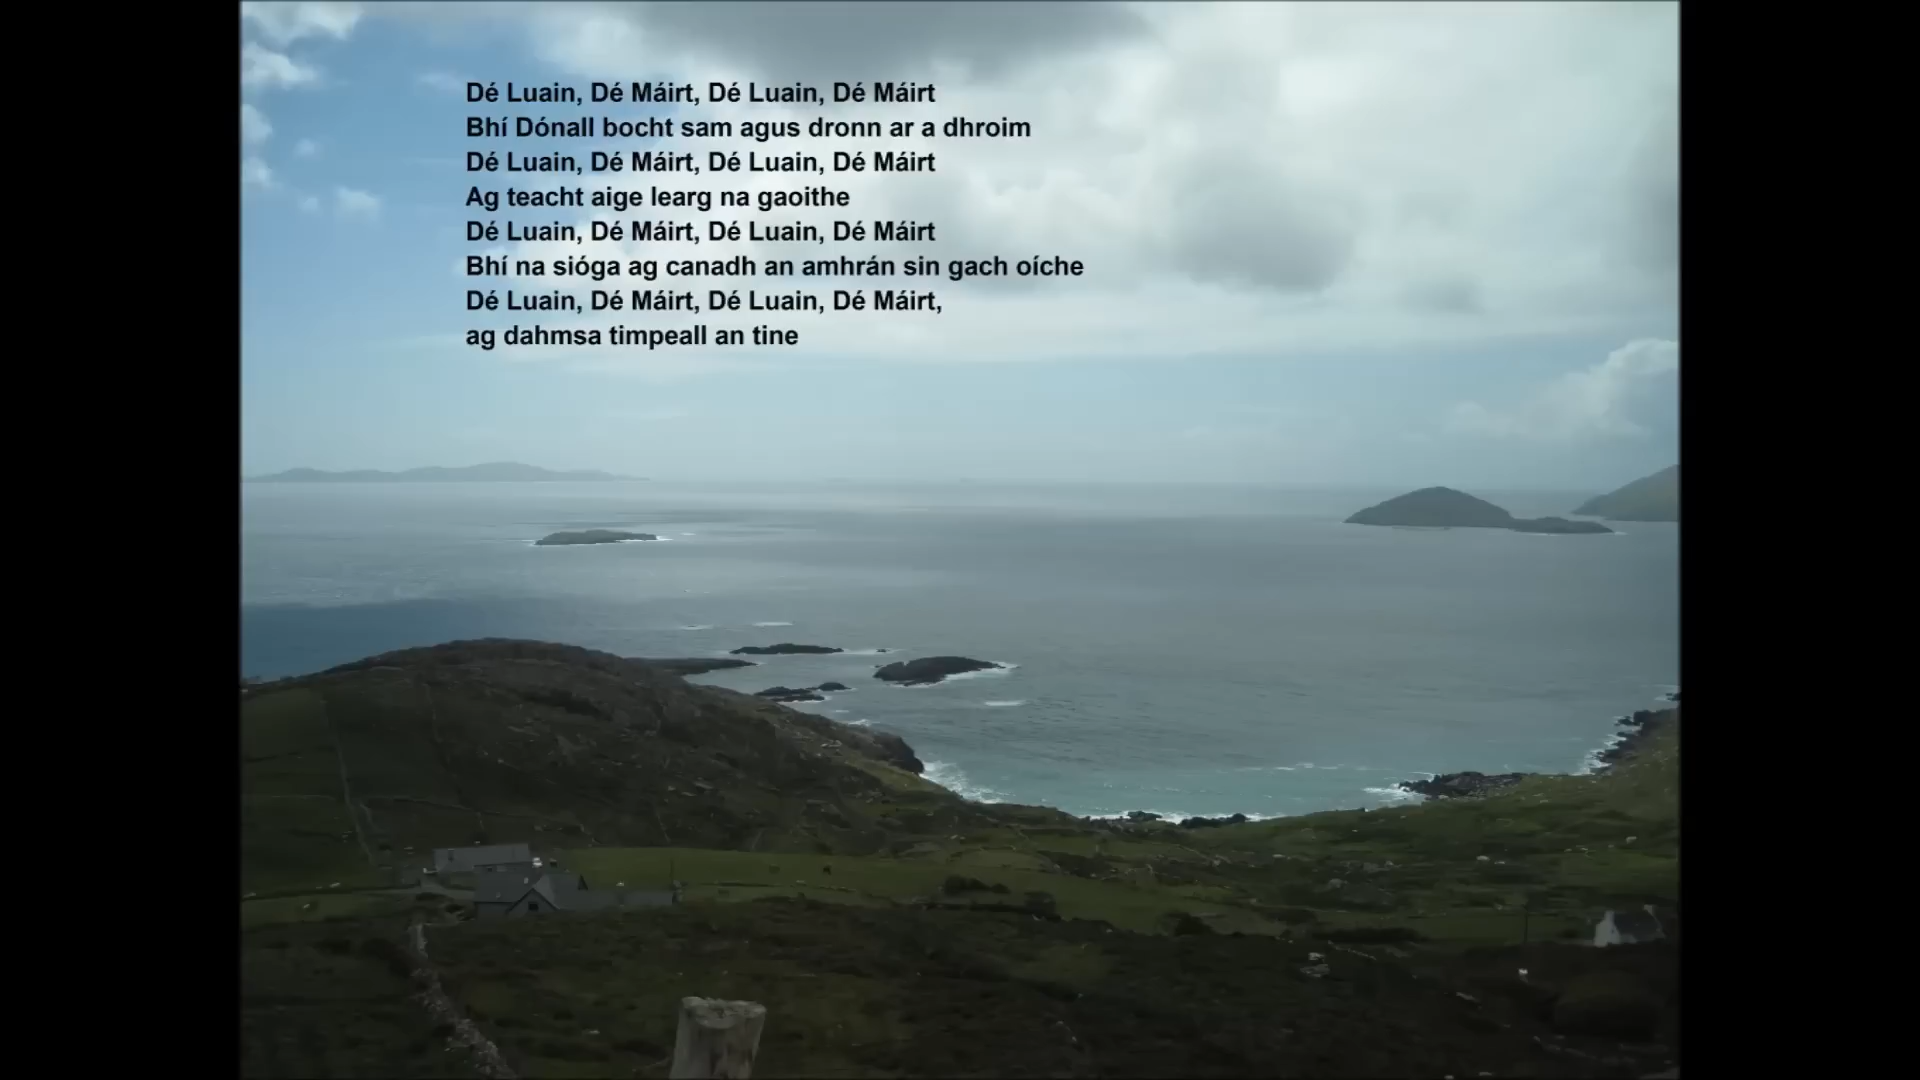 Dé Luain, Dé Máirt, Dé Luain, Dé Máirt
Bhí Dónall bocht sam agus dronn ar a dhroim
Dé Luain, Dé Máirt, Dé Luain, Dé Máirt
Ag teacht aige learg na gaoithe
Dé Luain, Dé Máirt, Dé Luain, Dé Máirt
Bhí na sióga ag canadh an amhrán sin gach oíche
Dé Luain, Dé Máirt, Dé Luain, Dé Máirt,
ag dahmsa timpeall an tine